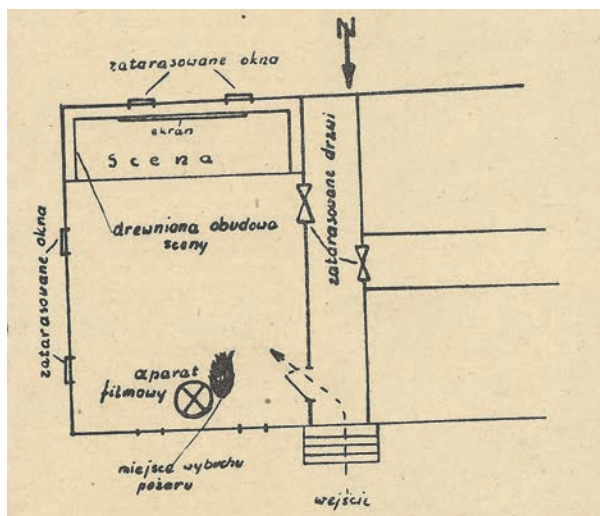 N
zatarasowane okna
ekran
Scena
drewniana obudowa
sceny
zatarasowane drzwi
zatarasowane okna
aparat
filmowy
miejsce wybuchu
pożaru
wejście